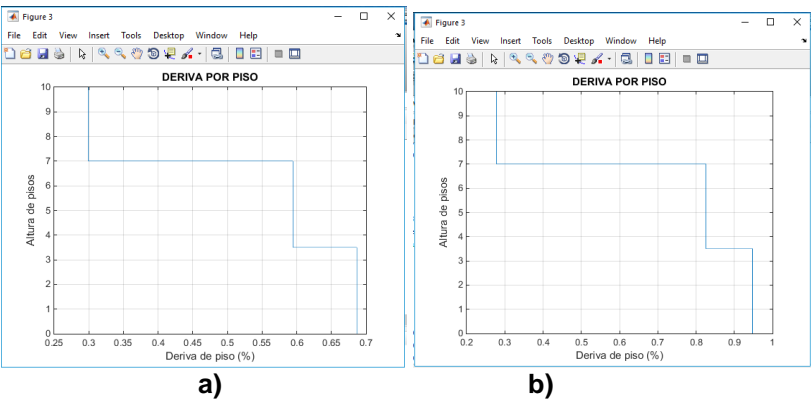 Figure 3
File Edit View Insert Tools Desktop Window Help
DERIVA POR PISO
10
9
8
7
6
5
4
3
2
1
0
Altura de pisos
0.25 0.3 0.35 0.4 0.45 0.5 0.55 0.6 0.65 0.7
Deriva de piso (%)
a)
Figure 3
File Edit View Insert Tools Desktop Window Help
DERIVA POR PISO
10
9
8
7
6
5
4
3
2
1
0
Altura de pisos
0.2 0.3 0.4 0.5 0.6 0.7 0.8 0.9 1
Deriva de piso (%)
b)